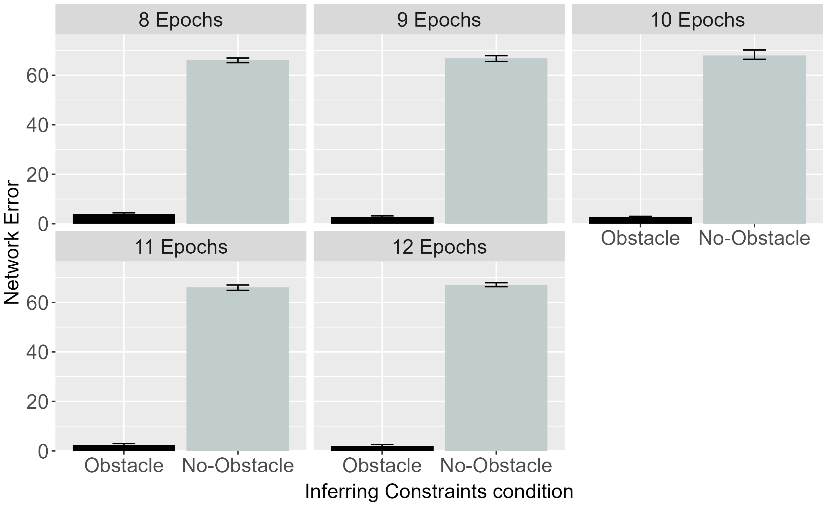 8 Epochs
9 Epochs
10 Epochs
60
40
20
0
Obstacle No-Obstacle
11 Epochs
12 Epochs
60
40
20
0
Obstacle No-Obstacle
Obstacle No-Obstacle
Network Error
Inferring Constraints condition